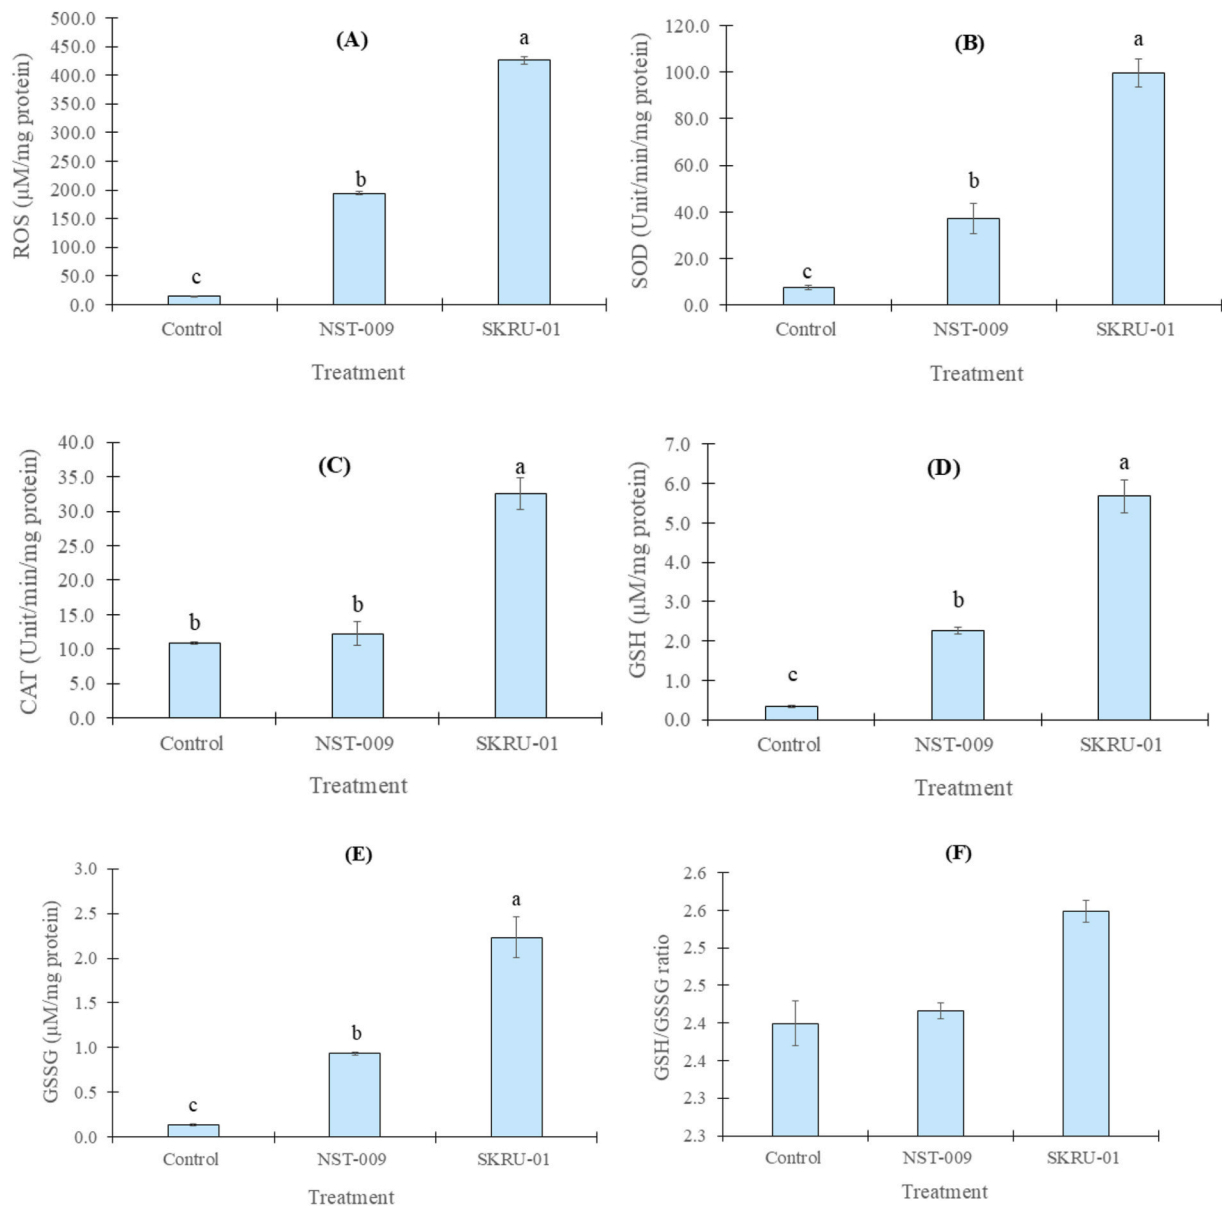 (A)
ROS (µM/mg protein)
500.0
450.0
400.0
350.0
300.0
250.0
200.0
150.0
100.0
50.0
0.0
c
b
a
Control NST-009 SKRU-01
Treatment
(B)
SOD (Unit/min/mg protein)
120.0
100.0
80.0
60.0
40.0
20.0
0.0
c
b
a
Control NST-009 SKRU-01
Treatment
(C)
CAT (Unit/min/mg protein)
40.0
35.0
30.0
25.0
20.0
15.0
10.0
5.0
0.0
b
b
a
Control NST-009 SKRU-01
Treatment
(D)
GSH (µM/mg protein)
7.0
6.0
5.0
4.0
3.0
2.0
1.0
0.0
c
b
a
Control NST-009 SKRU-01
Treatment
(E)
GSSG (µM/mg protein)
3.0
2.5
2.0
1.5
1.0
0.5
0.0
c
b
a
Control NST-009 SKRU-01
Treatment
(F)
GSH/GSSG ratio
2.6
2.6
2.5
2.5
2.4
2.4
2.3
2.3
Control NST-009 SKRU-01
Treatment